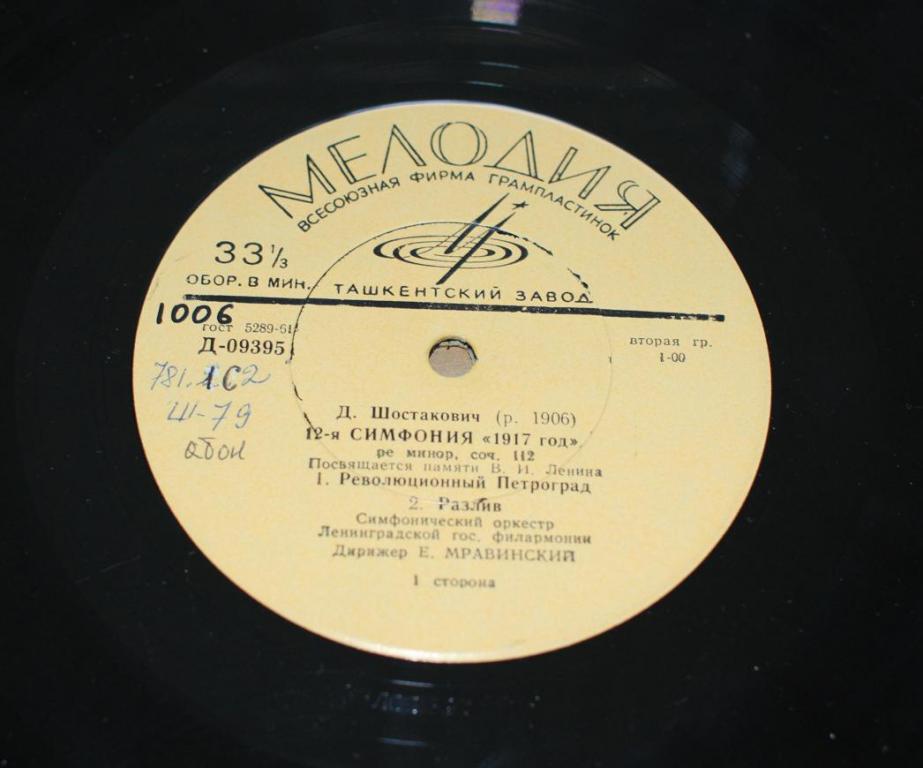 МЕЛОДИЯ
ВСЕСОЮЗНАЯ ФИРМА ГРАМПЛАСТИНОК
33⅓
ОБОР. В МИН.
ТАШКЕНТСКИЙ ЗАВОД
1006
ГОСТ 5289-61
Д-09395
вторая гр.
1-00
1С
Ш-79
абон
Д. Шостакович (р. 1906)
12-я СИМФОНИЯ «1917 год»
ре минор, соч. 112
Посвящается памяти В. И. Ленина
1. Революционный Петроград
2. Разлив
Симфонический оркестр
Ленинградской гос. филармонии
Дирижер Е. МРАВИНСКИЙ
1 сторона